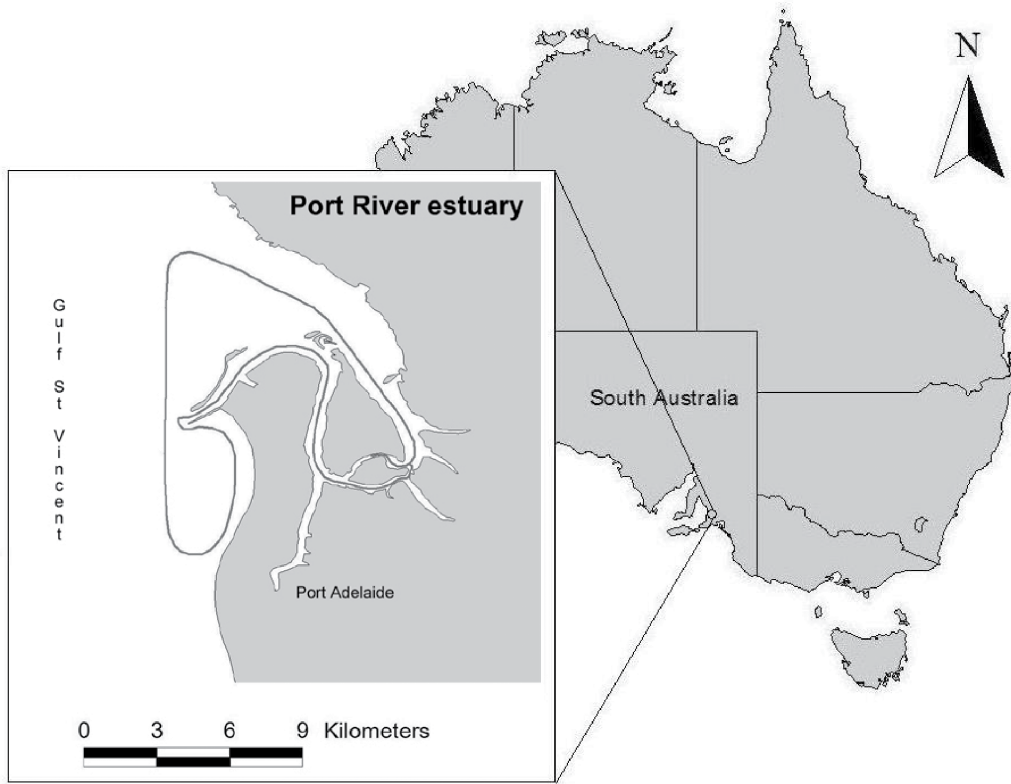 N
Port River estuary
Gulf St Vincent
South Australia
Port Adelaide
0 3 6 9 Kilometers